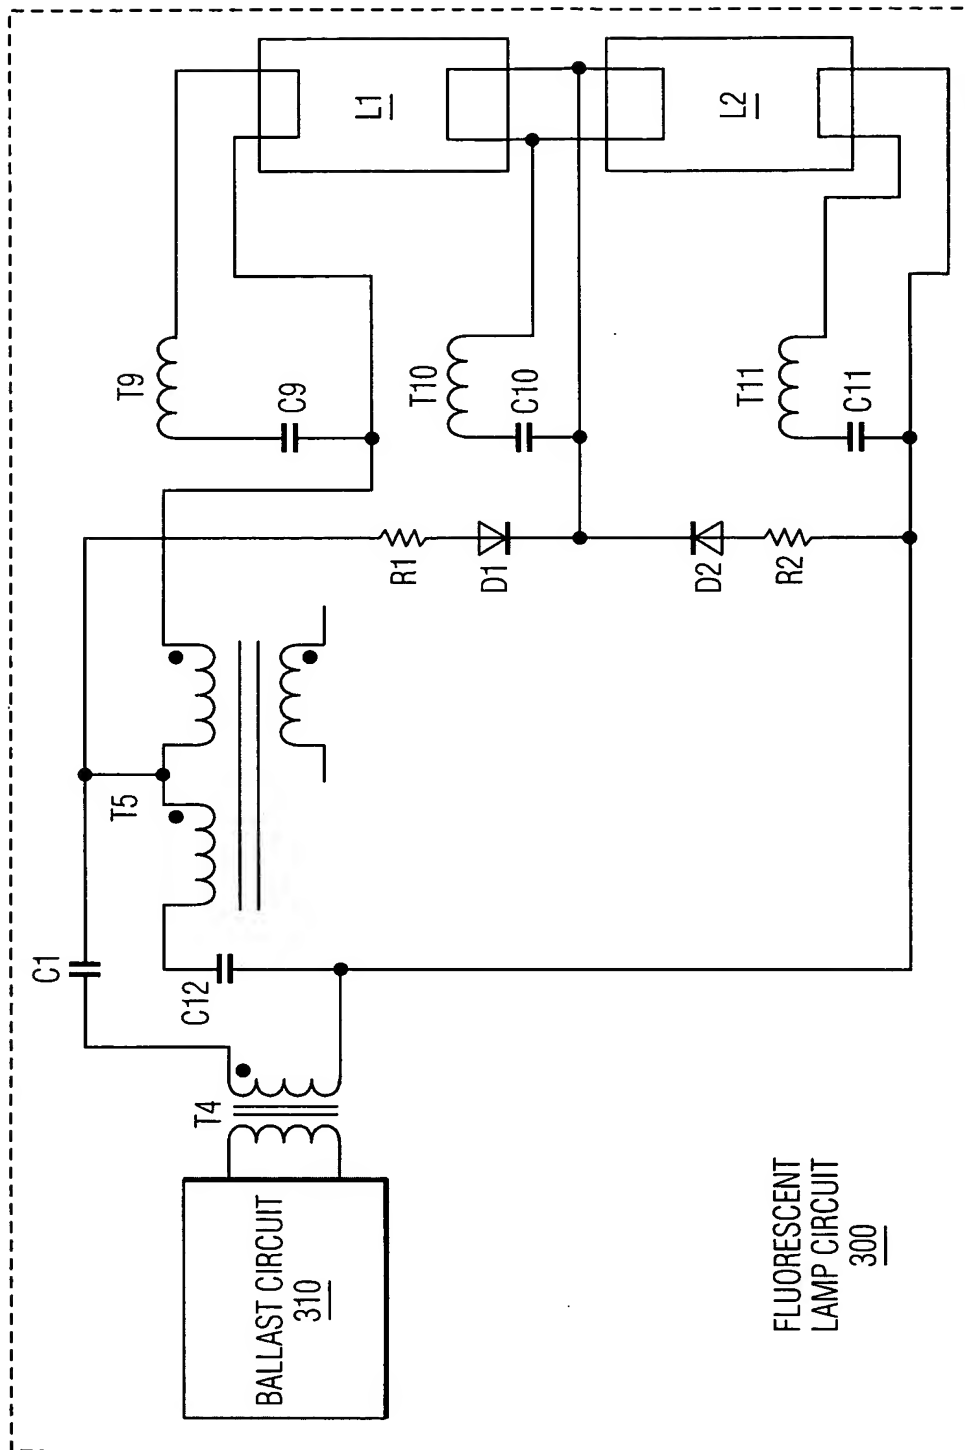 BALLAST CIRCUIT
310
T4
C1
C12
T5
R1
D1
D2
R2
T9
C9
T10
C10
T11
C11
L1
L2
FLUORESCENT
LAMP CIRCUIT
300